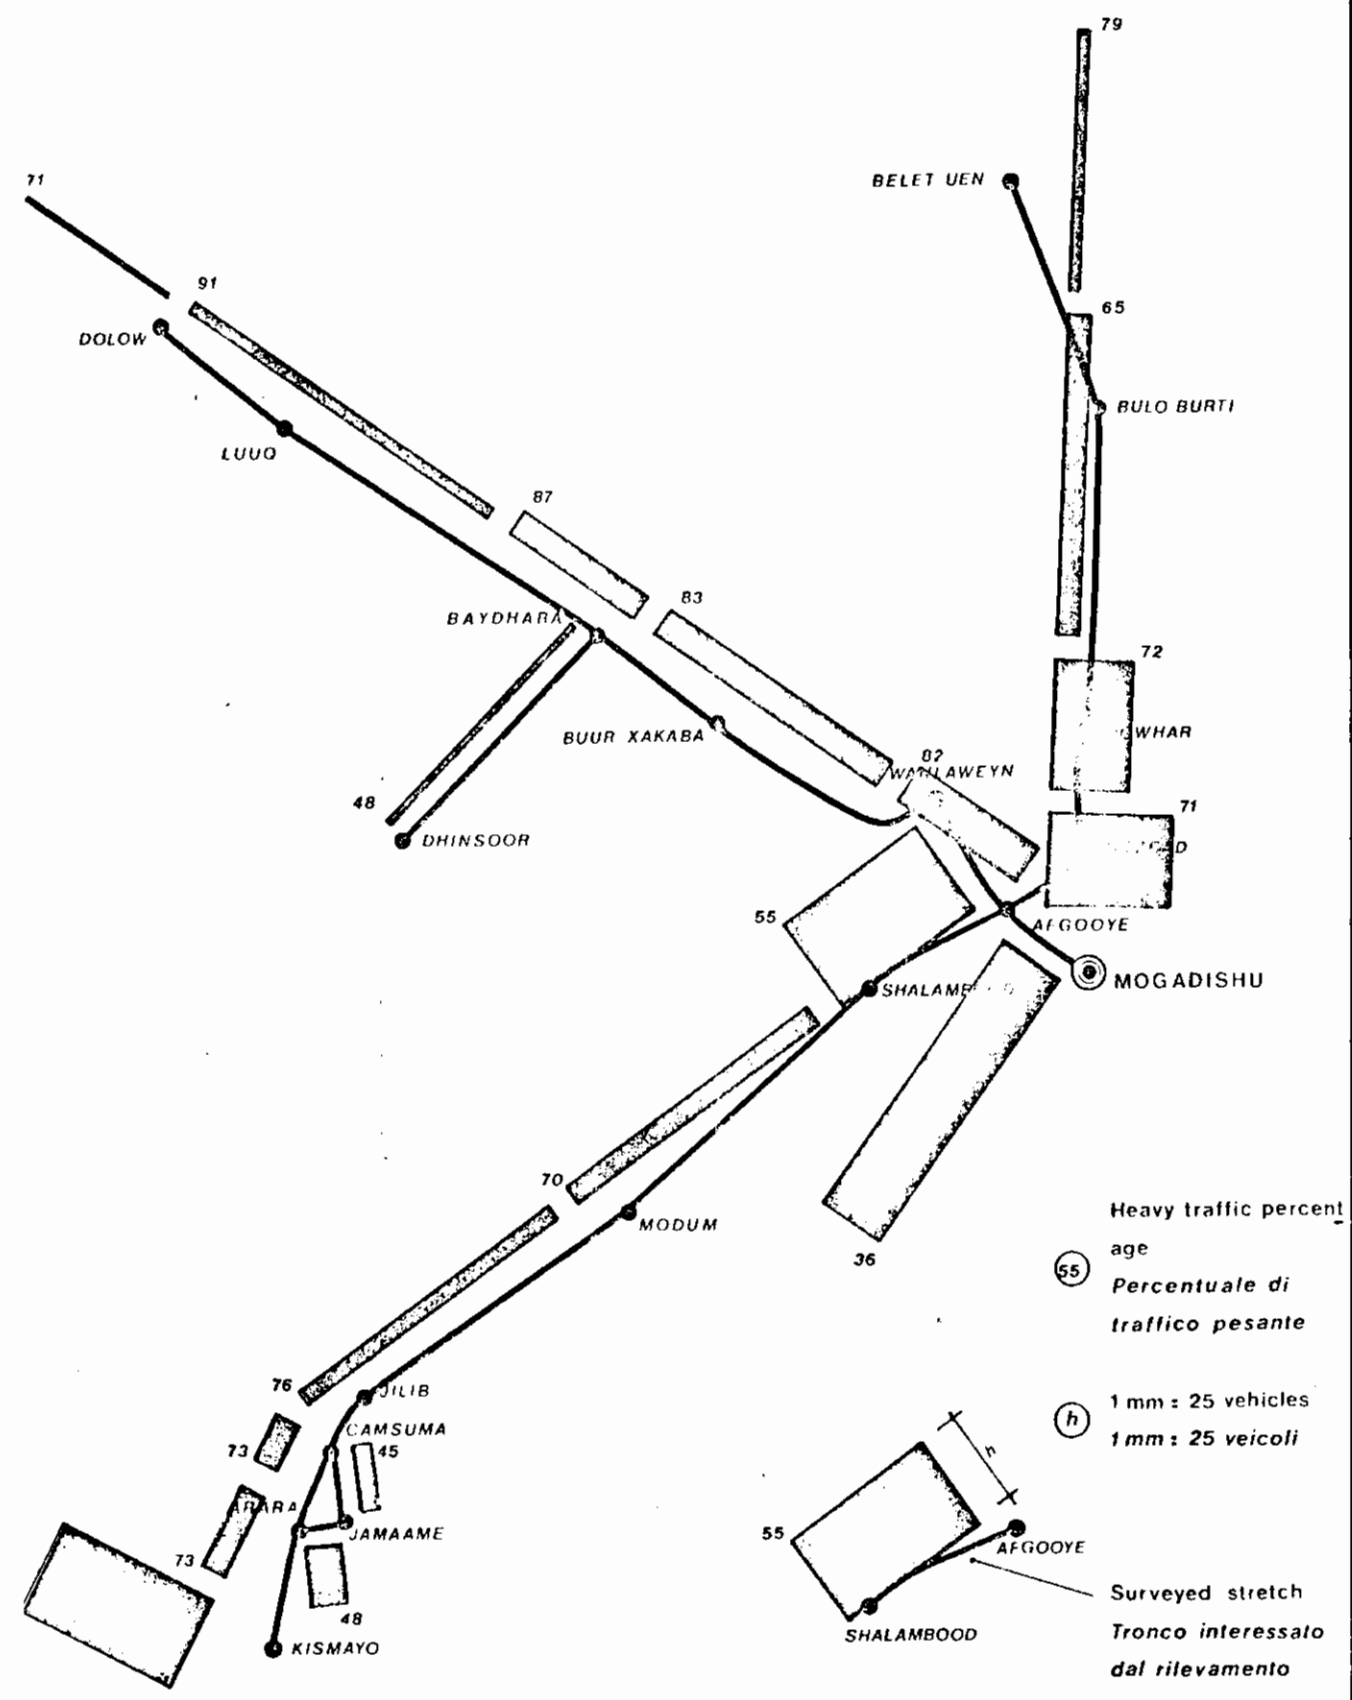 79
BELET UEN
71
91
65
DOLOW
BULO BURTI
LUUQ
87
83
BAYDHABA
72
BUUR XAKABA
WHAR
82
WANLAWEYN
48
71
DHINSOOR
D
55
AFGOOYE
MOGADISHU
SHALAMB
70
MODUM
36
Heavy traffic percent
age
55
Percentuale di
traffico pesante
76
JILIB
h
1 mm : 25 vehicles
1 mm : 25 veicoli
CAMSUMA
73
45
h
ARARA
JAMAAME
55
AFGOOYE
73
48
Surveyed stretch
SHALAMBOOD
Tronco interessato
KISMAYO
dal rilevamento